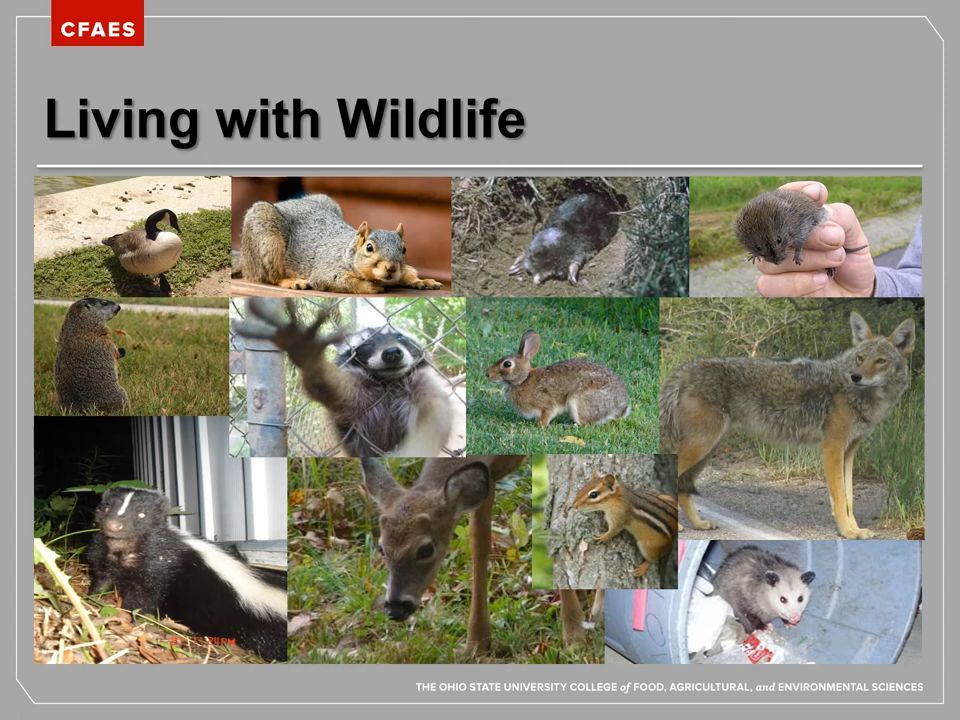 CFAES
Living with Wildlife
THE OHIO STATE UNIVERSITY COLLEGE of FOOD, AGRICULTURAL, and ENVIRONMENTAL SCIENCES